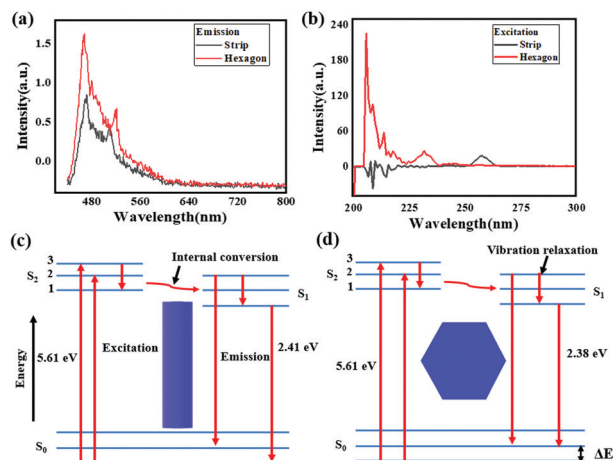 (a)
Emission
Strip
Hexagon
Intensity(a.u.)
1.5
1.0
0.5
0.0
480 560 640 720 800
Wavelength(nm)
(b)
Excitation
Strip
Hexagon
Intensity(a.u.)
240
180
120
60
0
200 225 250 275 300
Wavelength(nm)
(c)
Internal conversion
3
S2 2
1
S1
Energy
5.61 eV
Excitation
Emission
2.41 eV
S0
(d)
Vibration relaxation
3
S2 2
1
S1
5.61 eV
2.38 eV
S0
ΔE